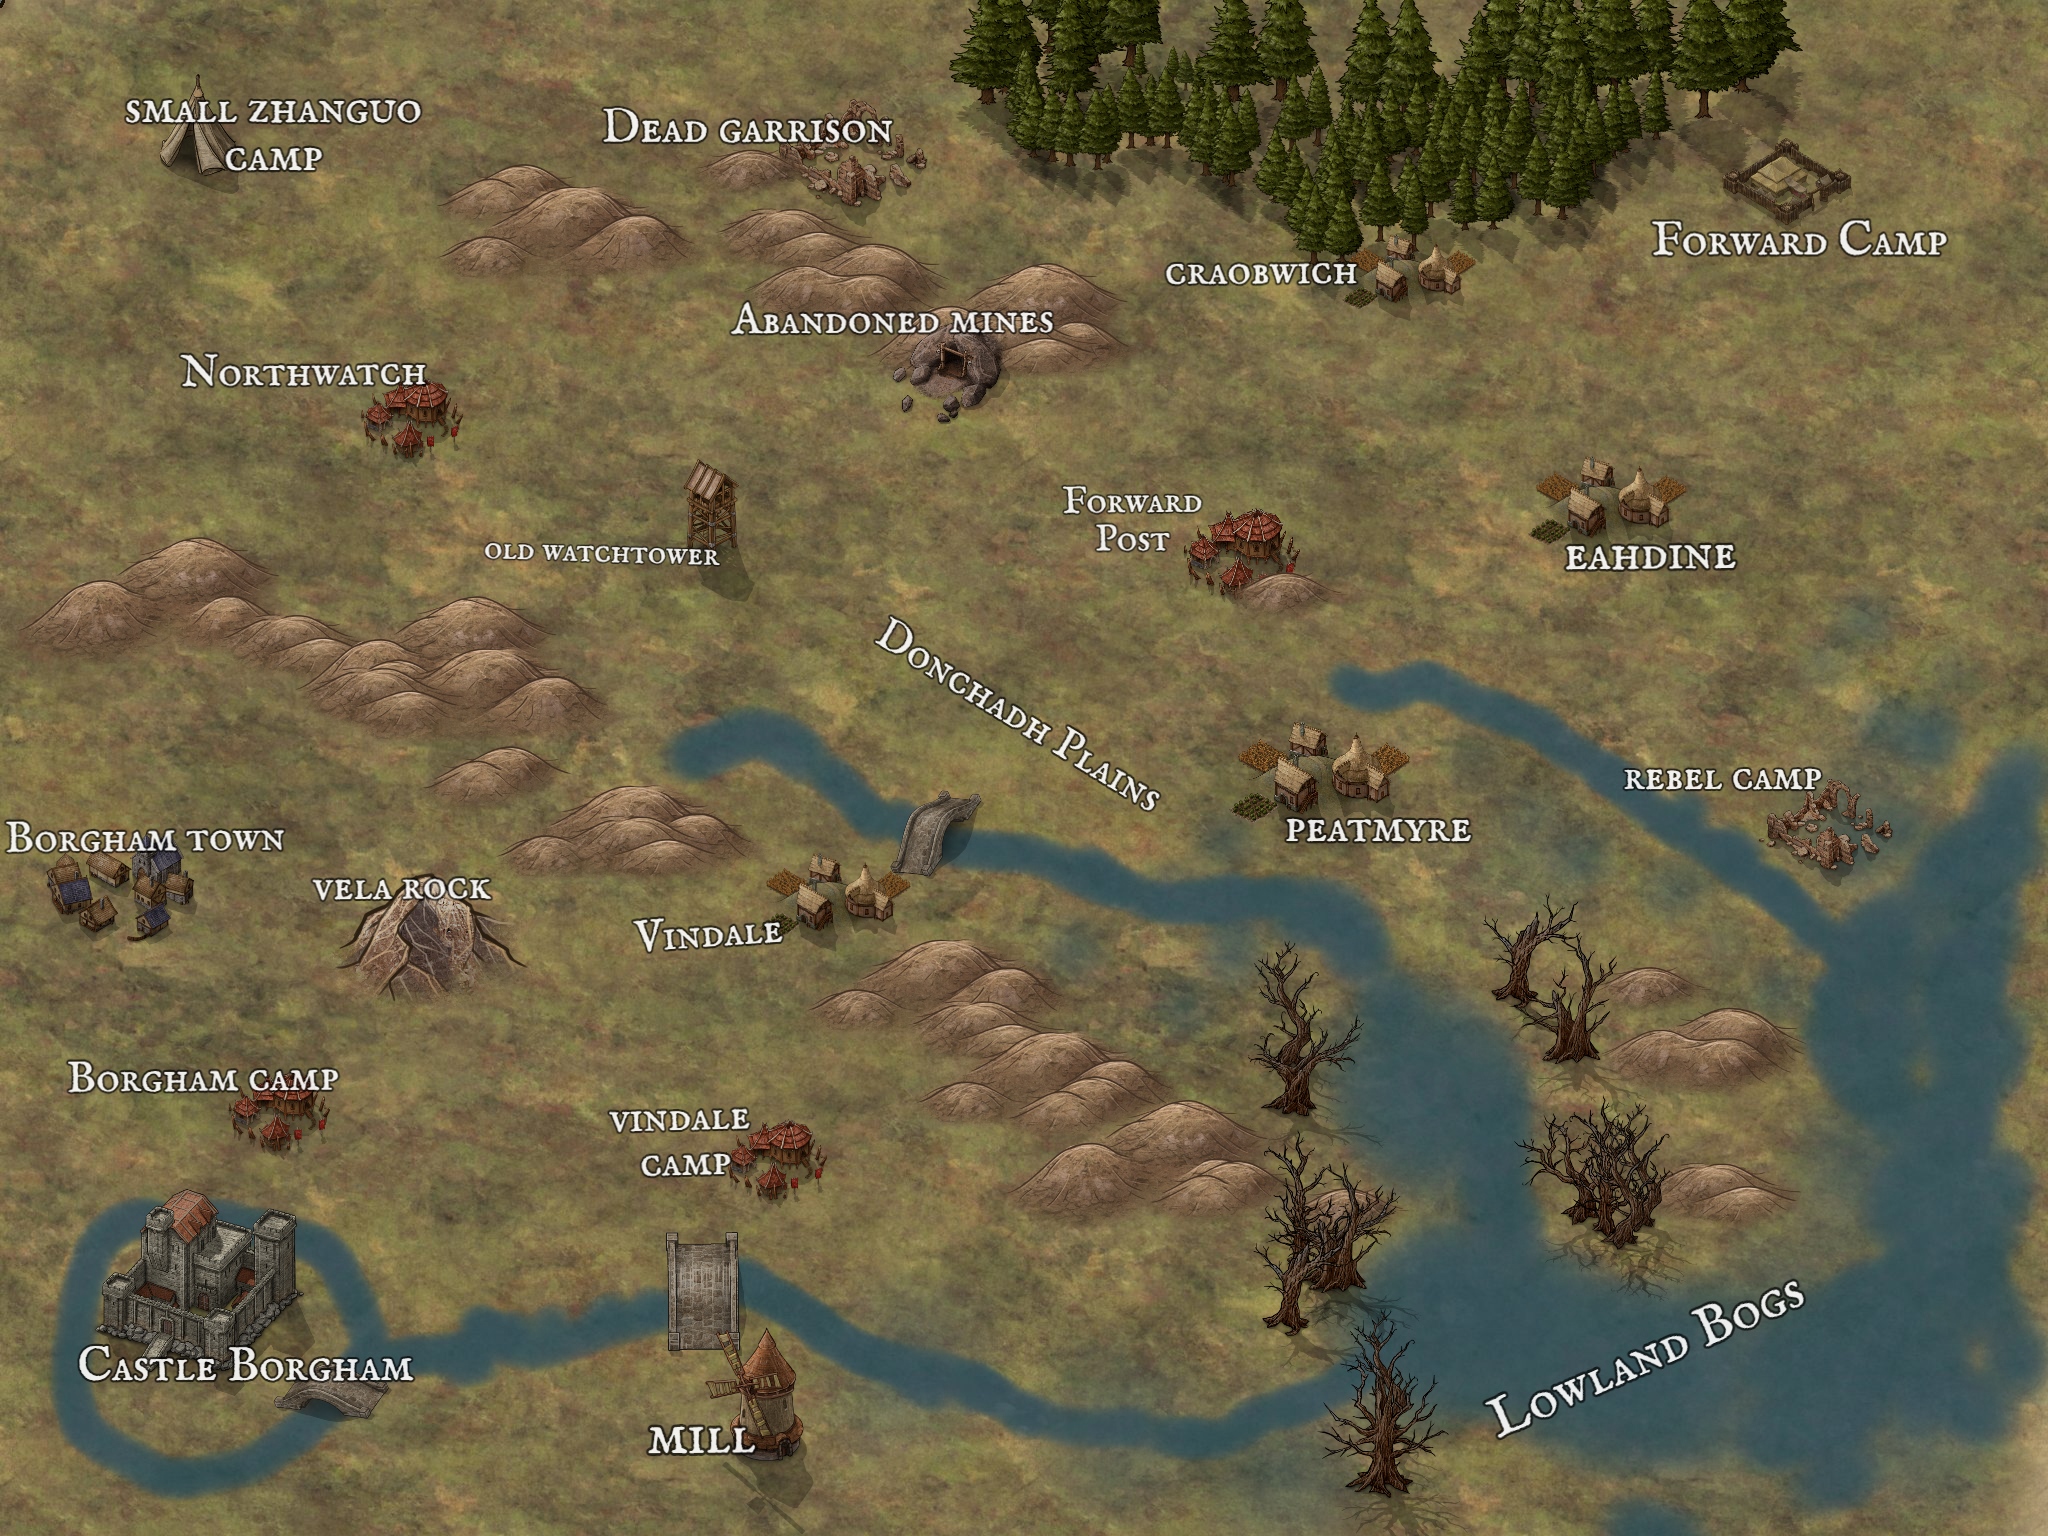 SMALL ZHANGUO
CAMP
DEAD GARRISON
FORWARD CAMP
CRAOBWICH
ABANDONED MINES
NORTHWATCH
FORWARD
POST
OLD WATCHTOWER
EAHDINE
DONCHADH PLAINS
REBEL CAMP
PEATMYRE
BORGHAM TOWN
VELA ROCK
VINDALE
BORGHAM CAMP
VINDALE
CAMP
CASTLE BORGHAM
LOWLAND BOGS
MILL